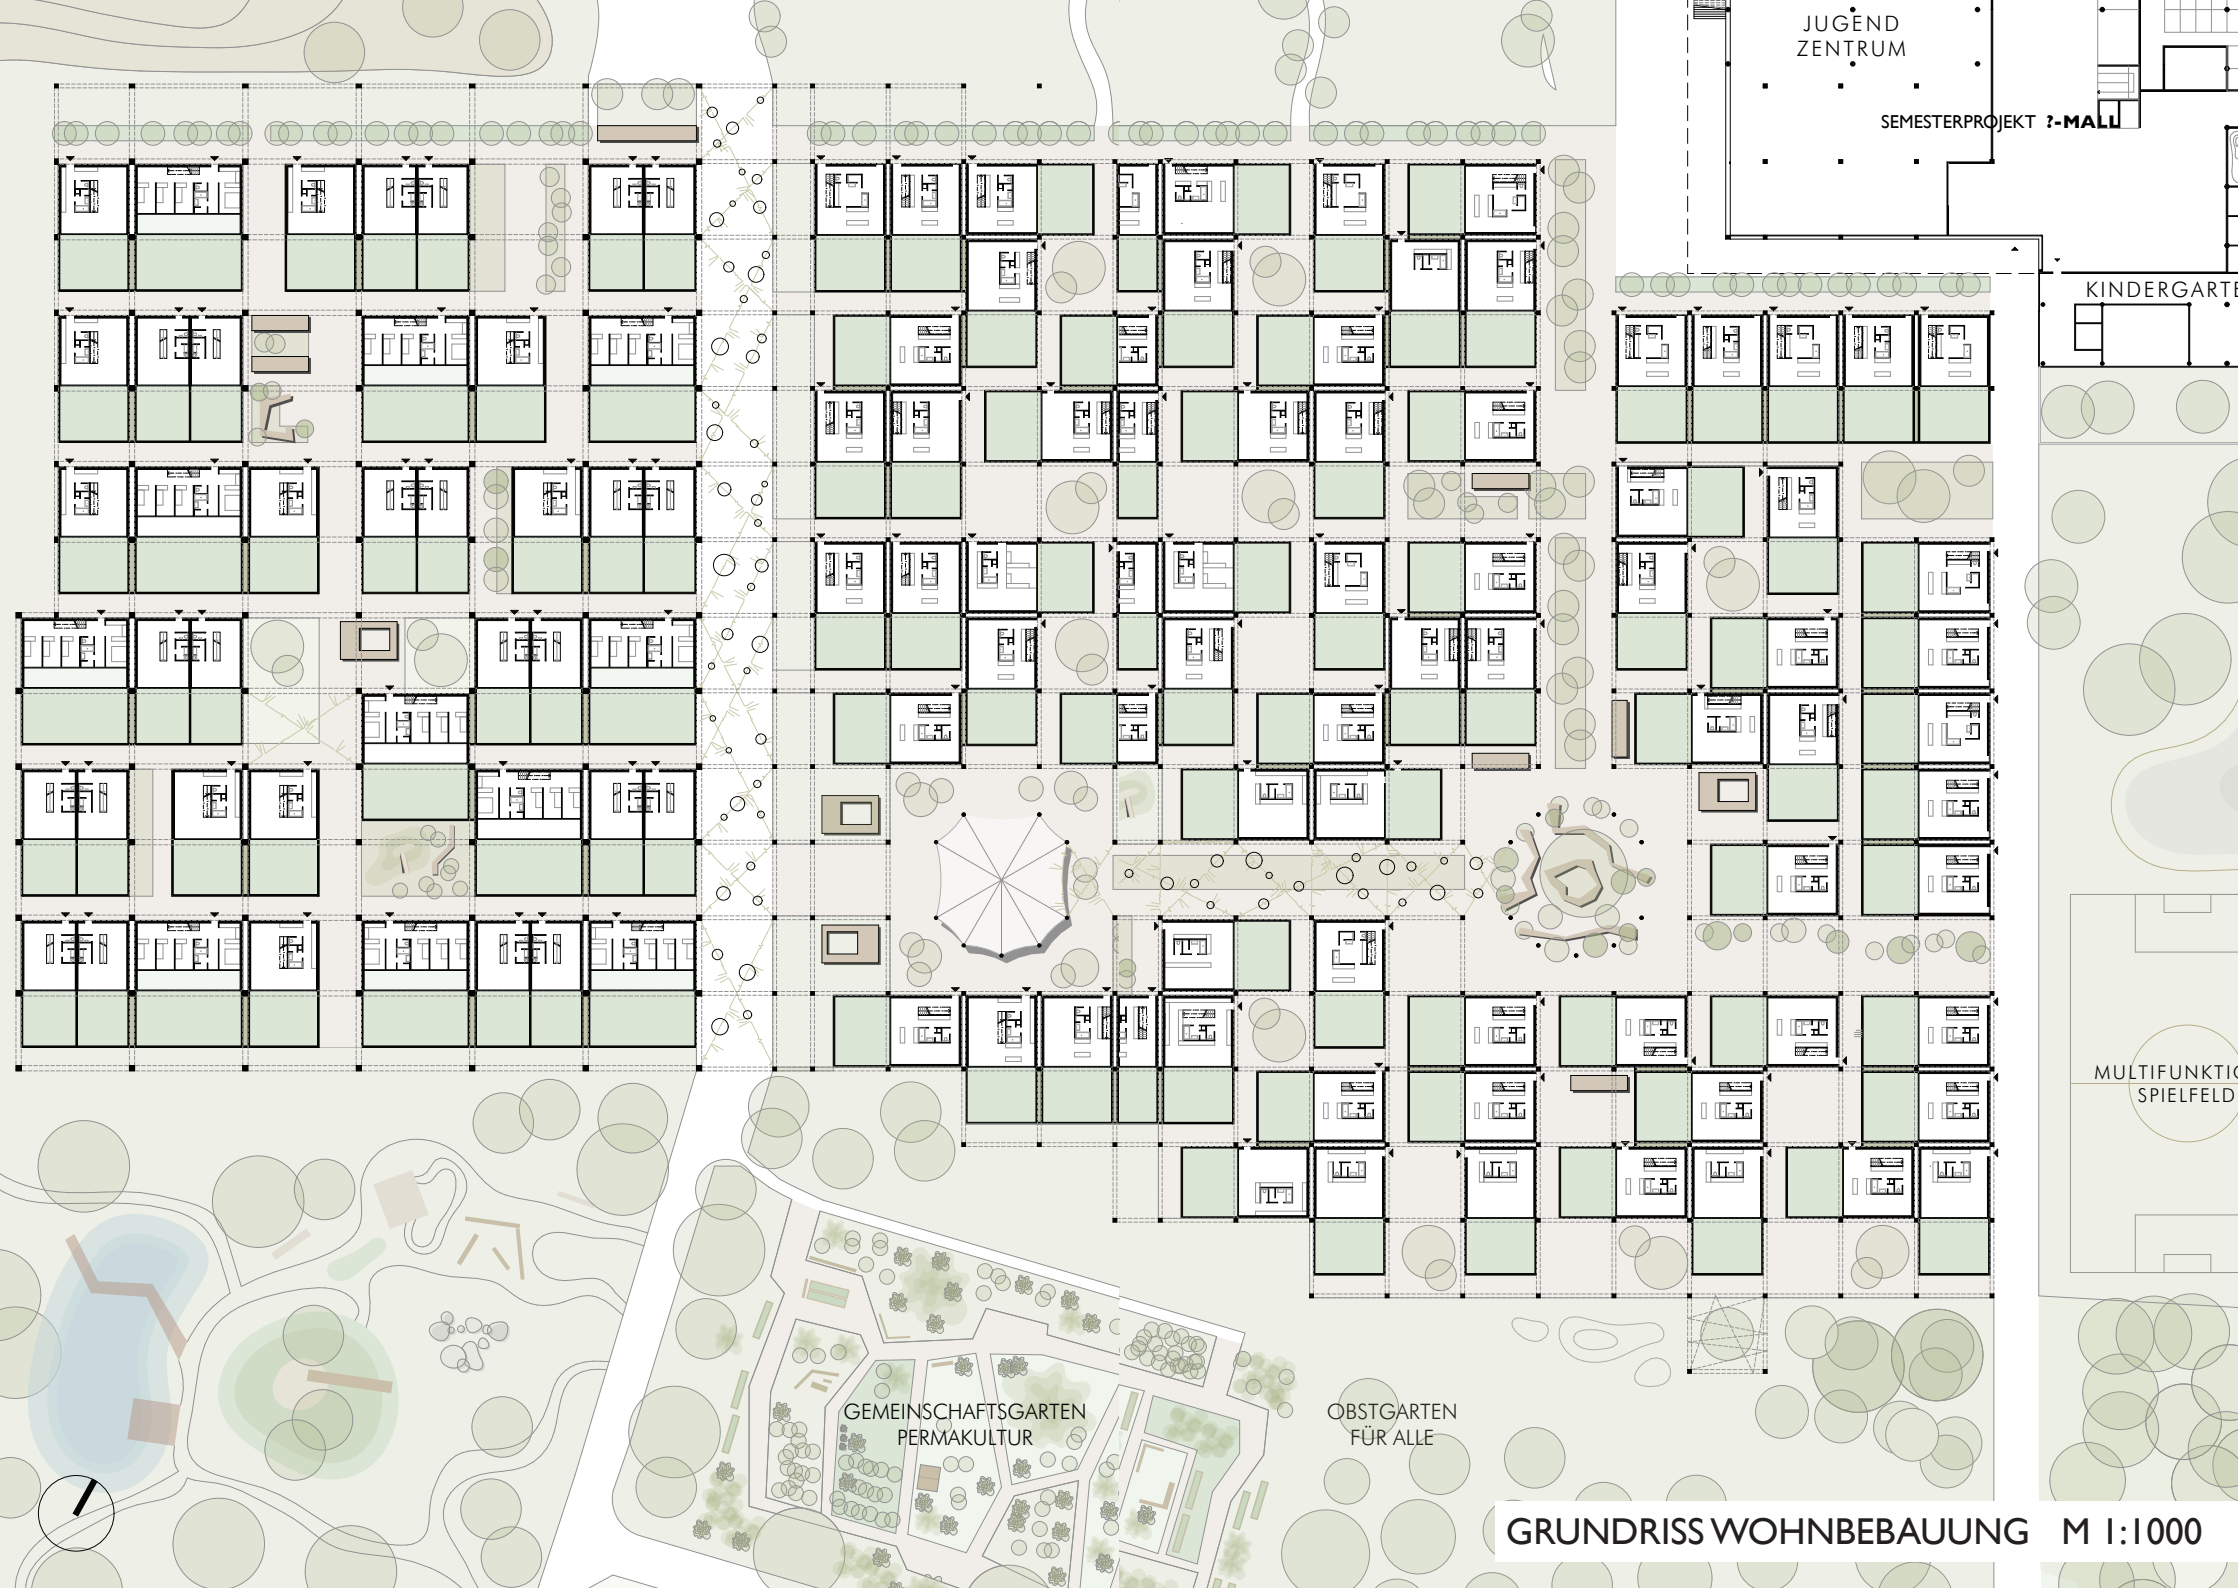 JUGEND
ZENTRUM
SEMESTERPROJEKT ?-MALL
KINDERGARTE
MULTIFUNKTIO
SPIELFELD
GEMEINSCHAFTSGARTEN
PERMAKULTUR
OBSTGARTEN
FÜR ALLE
GRUNDRISS WOHNBEBAUUNG M 1:1000